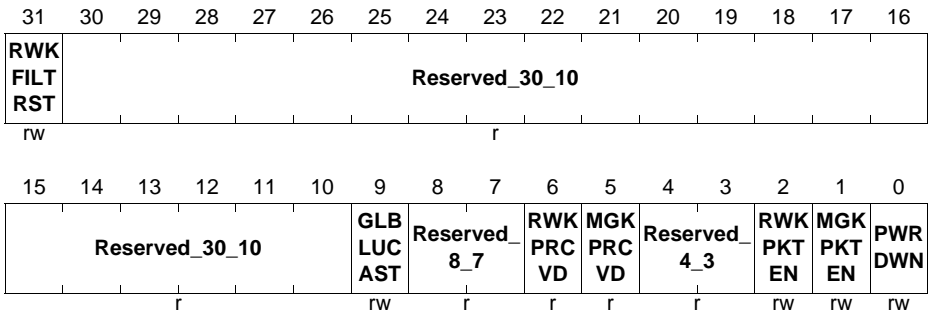 31 30 29 28 27 26 25 24 23 22 21 20 19 18 17 16
RWK
FILT
RST
Reserved_30_10
rw r
15 14 13 12 11 10 9 8 7 6 5 4 3 2 1 0
Reserved_30_10
GLB
LUC
AST
Reserved_
8_7
RWK
PRC
VD
MGK
PRC
VD
Reserved_
4_3
RWK
PKT
EN
MGK
PKT
EN
PWR
DWN
r rw r r r r rw rw rw